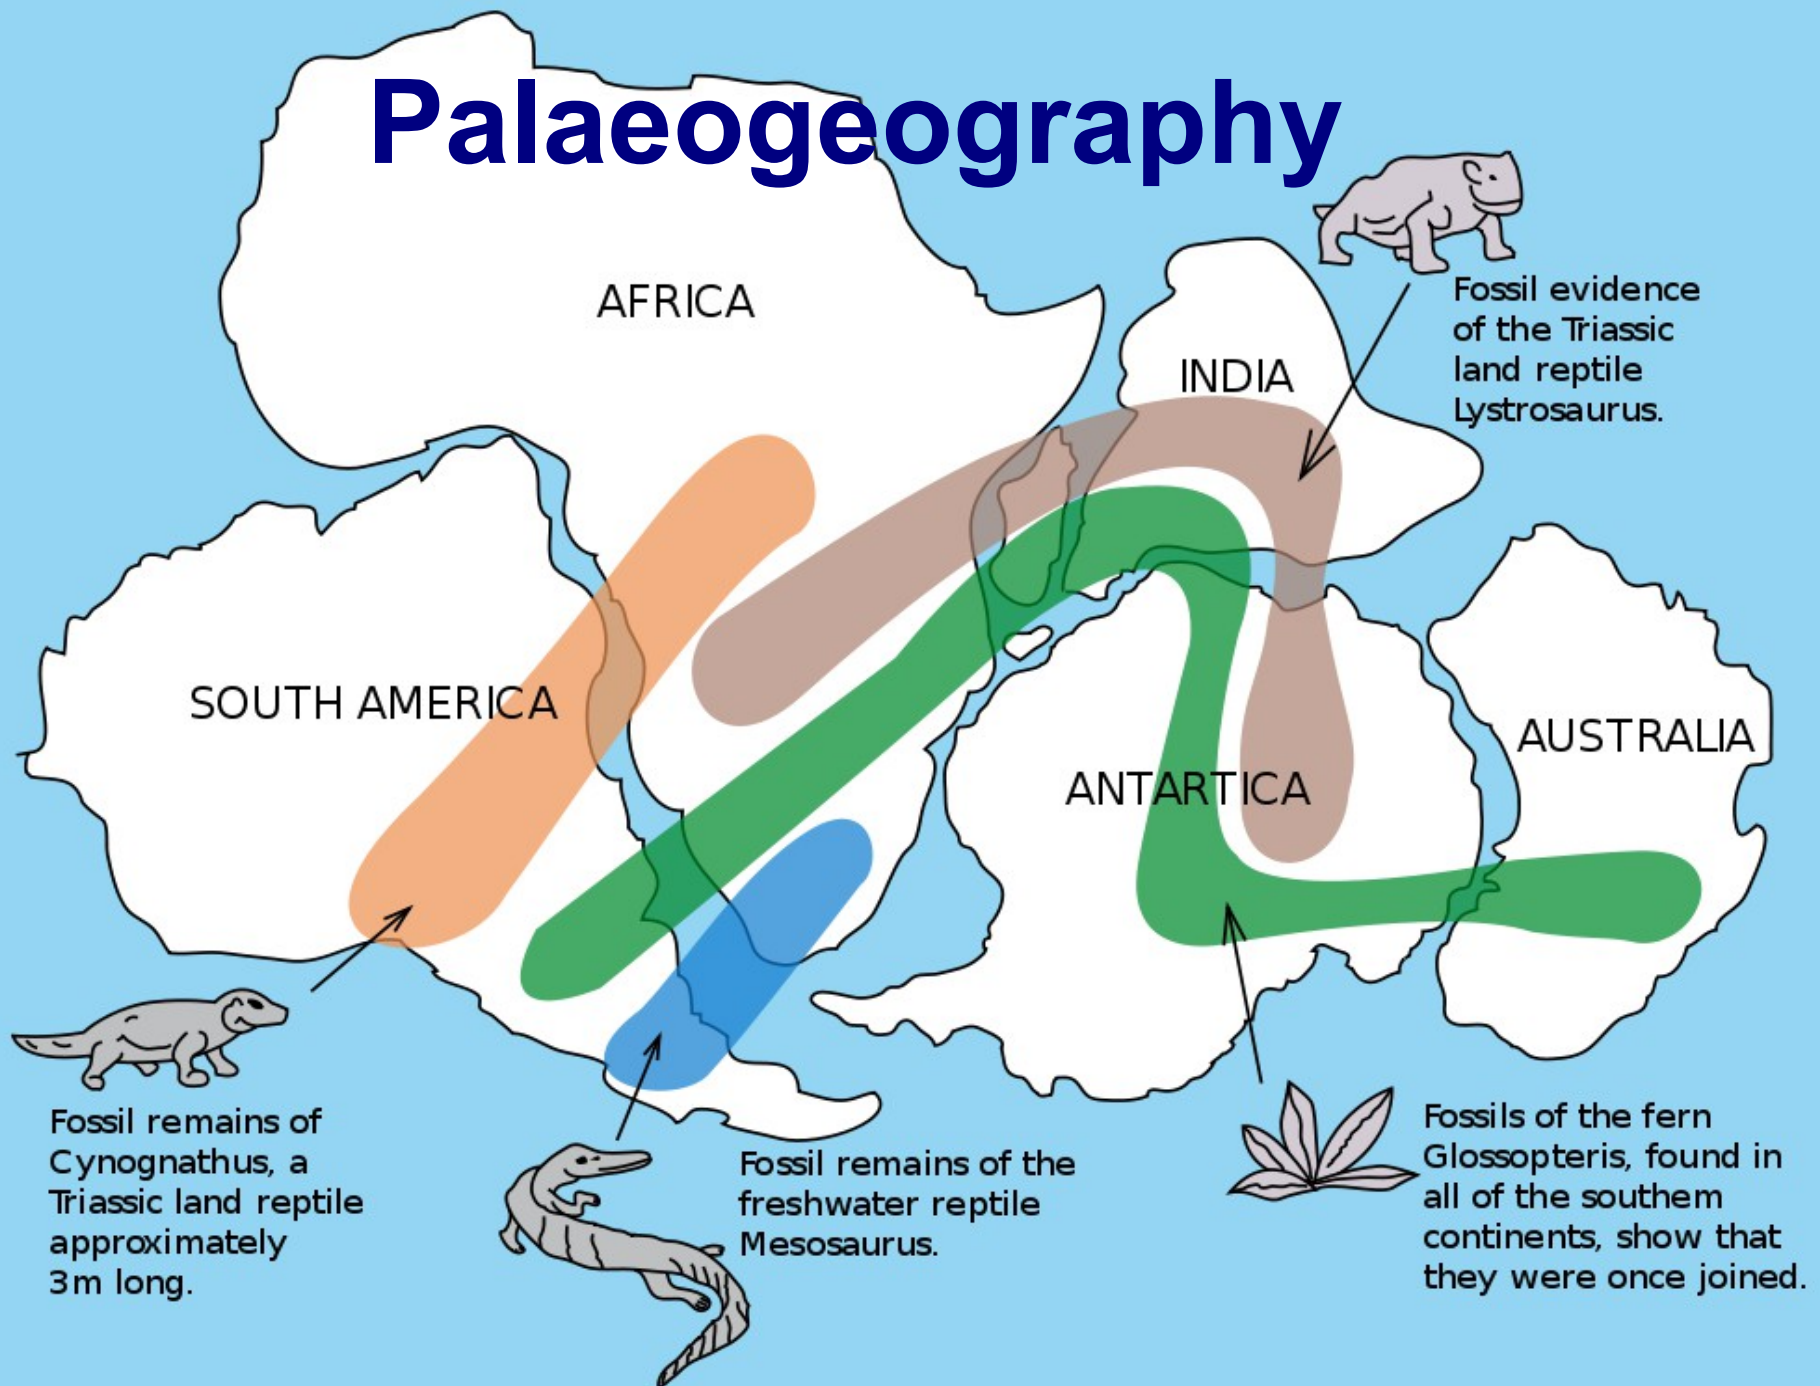 Palaeogeography
AFRICA
INDIA
Fossil evidence
of the Triassic
land reptile
Lystrosaurus.
SOUTH AMERICA
ANTARTICA
AUSTRALIA
Fossil remains of
Cynognathus, a
Triassic land reptile
approximately
3m long.
Fossil remains of the
freshwater reptile
Mesosaurus.
Fossils of the fern
Glossopteris, found in
all of the southem
continents, show that
they were once joined.